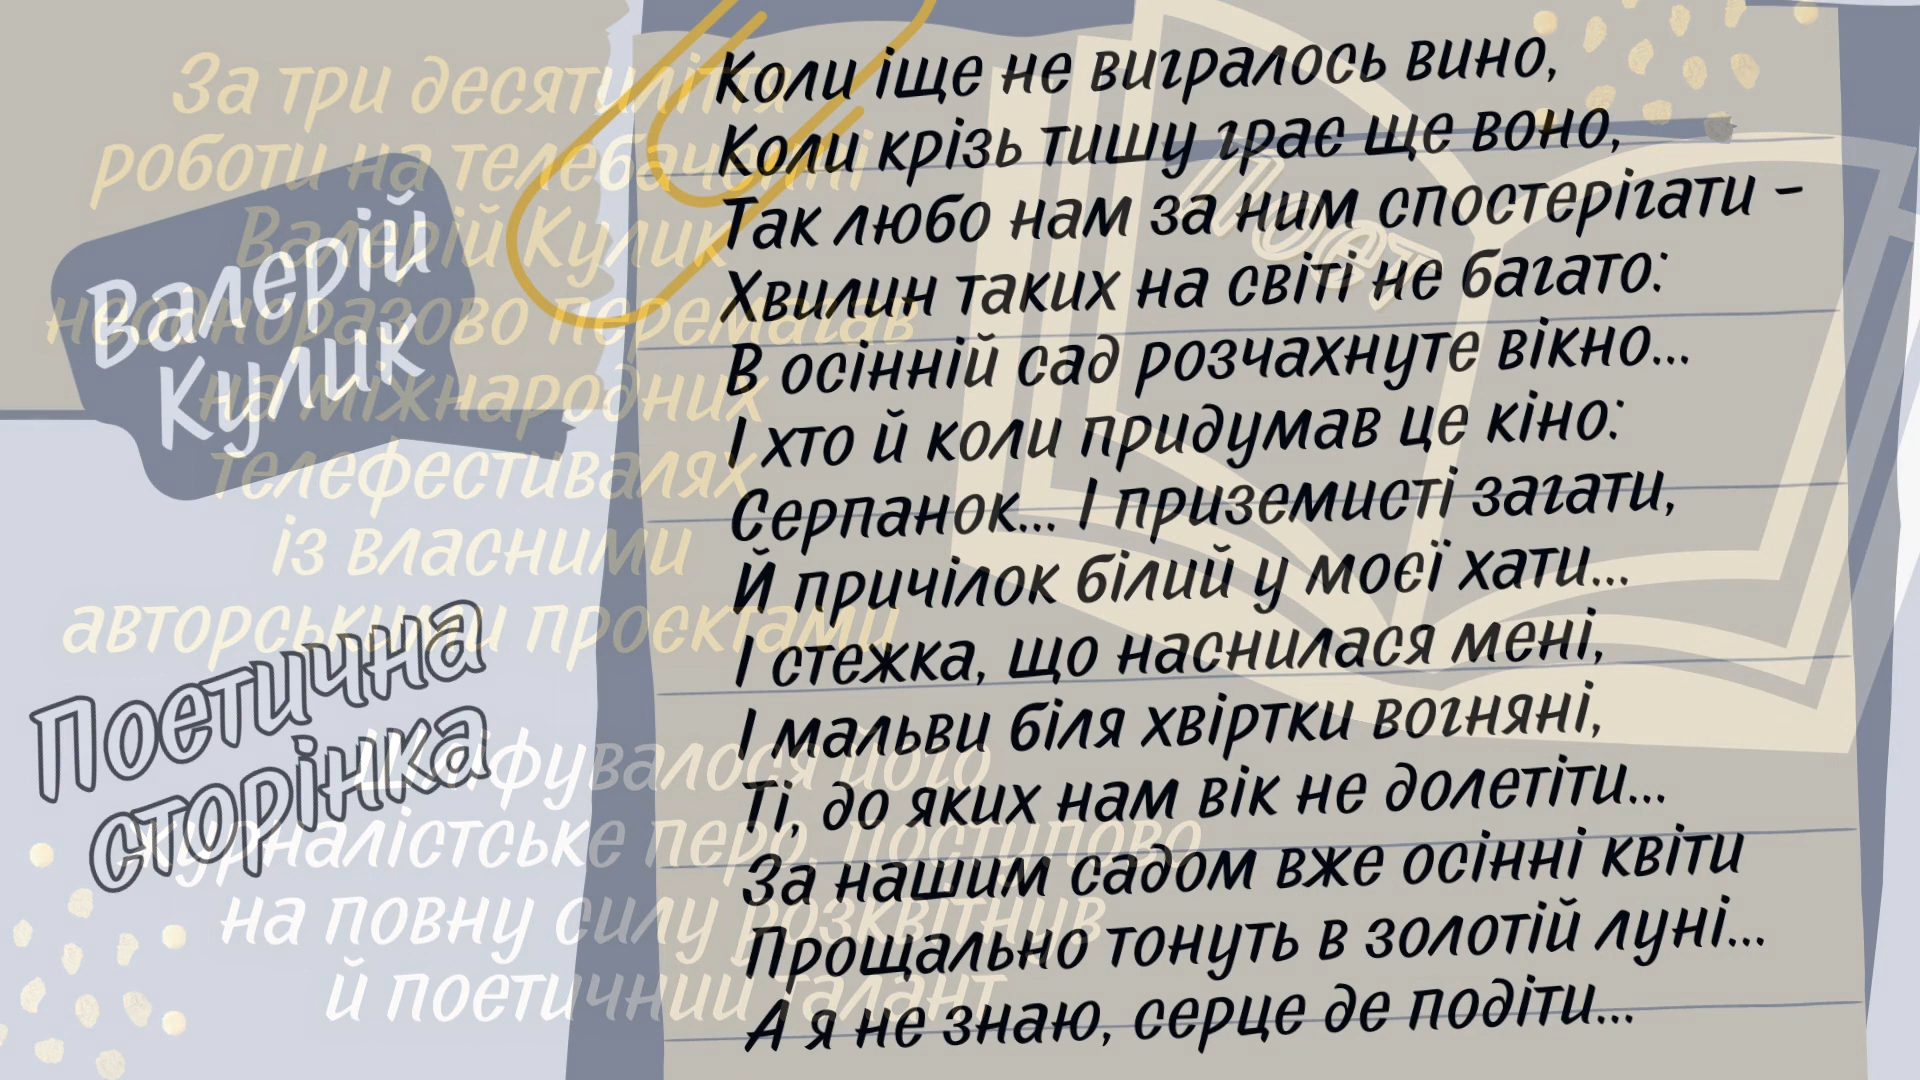 За три десятиліття
роботи на телебаченні
Валерій Кулик
неодноразово перемагав
на міжнародних
телефестивалях
із власними
авторськими проєктами
Шліфувалося його
журналістське перо, поступово
на повну силу розквітнув
й поетичний талант
Валерій
Кулик
Поетична
сторінка
Поет
Коли іще не вигралось вино,
Коли крізь тишу грає ще воно,
Так любо нам за ним спостерігати –
Хвилин таких на світі не багато:
В осінній сад розчахнуте вікно...
І хто й коли придумав це кіно:
Серпанок... І приземисті загати,
Й причілок білий у моєї хати...
І стежка, що наснилася мені,
І мальви біля хвіртки вогняні,
Ті, до яких нам вік не долетіти...
За нашим садом вже осінні квіти
Прощально тонуть в золотій луні...
А я не знаю, серце де подіти...